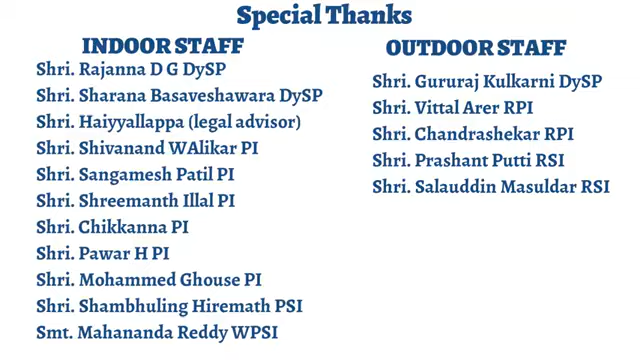 Special Thanks
INDOOR STAFF
Shri. Rajanna D G DySP
Shri. Sharana Basaveshawara DySP
Shri. Haiyyallappa (legal advisor)
Shri. Shivanand WAlikar PI
Shri. Sangamesh Patil PI
Shri. Shreemanth Illal PI
Shri. Chikkanna PI
Shri. Pawar H PI
Shri. Mohammed Ghouse PI
Shri. Shambhuling Hiremath PSI
Smt. Mahananda Reddy WPSI
OUTDOOR STAFF
Shri. Gururaj Kulkarni DySP
Shri. Vittal Arer RPI
Shri. Chandrashekar RPI
Shri. Prashant Putti RSI
Shri. Salauddin Masuldar RSI